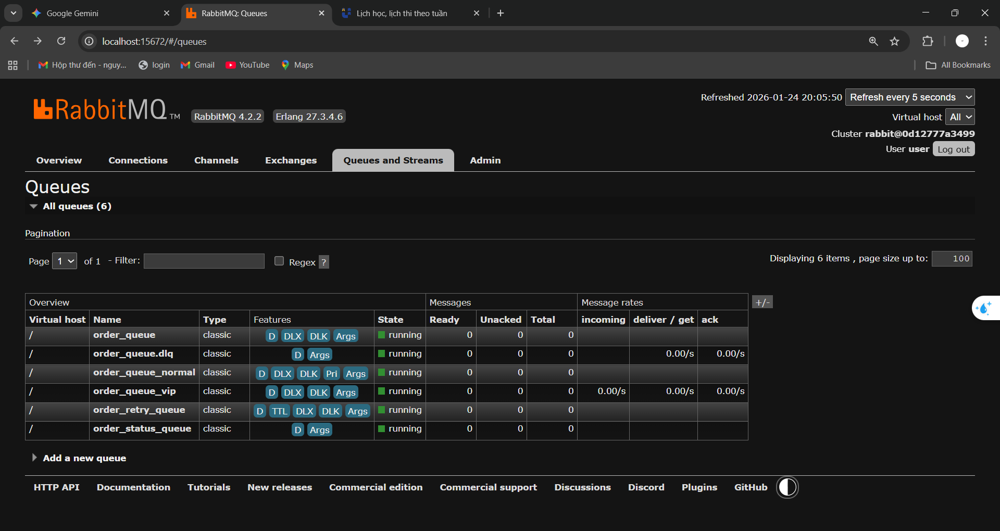 Google Gemini
RabbitMQ: Queues
Lịch học, lịch thi theo tuần
localhost:15672/#/queues
Hộp thư đến - nguy...
login
Gmail
YouTube
Maps
All Bookmarks
RabbitMQ TM
RabbitMQ 4.2.2
Erlang 27.3.4.6
Refreshed 2026-01-24 20:05:50 Refresh every 5 seconds
Virtual host All
Cluster rabbit@0d12777a3499
User user Log out
Overview Connections Channels Exchanges Queues and Streams Admin
Queues
All queues (6)
Pagination
Page 1 of 1 - Filter: Regex ?
Displaying 6 items , page size up to: 100
Overview Messages Message rates +/-
Virtual host Name Type Features State Ready Unacked Total incoming deliver / get ack
/ order_queue classic D DLX DLK Args running 0 0 0
/ order_queue.dlq classic D Args running 0 0 0 0.00/s 0.00/s
/ order_queue_normal classic D DLX DLK Pri Args running 0 0 0
/ order_queue_vip classic D DLX DLK Args running 0 0 0 0.00/s 0.00/s 0.00/s
/ order_retry_queue classic D TTL DLX DLK Args running 0 0 0
/ order_status_queue classic D Args running 0 0 0
Add a new queue
HTTP API Documentation Tutorials New releases Commercial edition Commercial support Discussions Discord Plugins GitHub